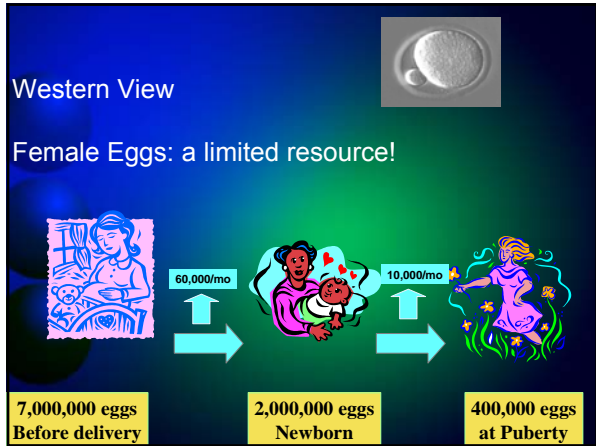 Western View
Female Eggs: a limited resource!
60,000/mo
10,000/mo
7,000,000 eggs
Before delivery
2,000,000 eggs
Newborn
400,000 eggs
at Puberty